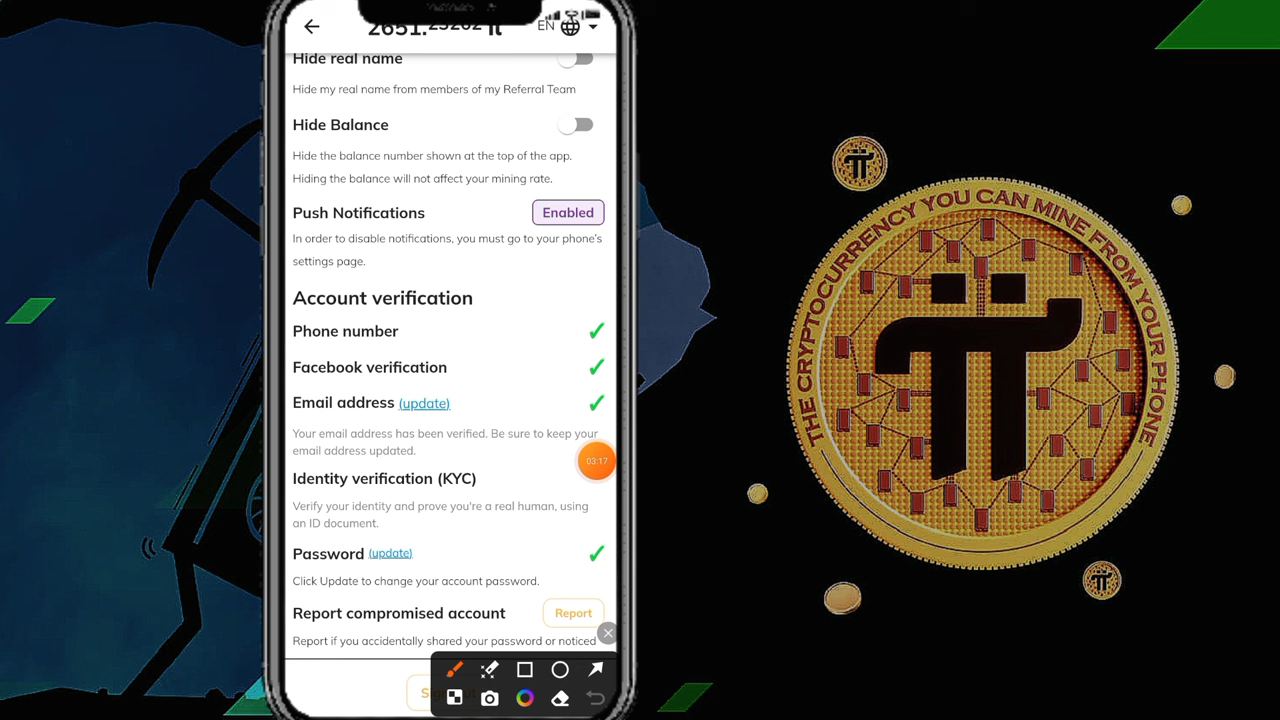 2651.23202 π
EN
Hide real name
Hide my real name from members of my Referral Team
Hide Balance
Hide the balance number shown at the top of the app.
Hiding the balance will not affect your mining rate.
Push Notifications
Enabled
In order to disable notifications, you must go to your phone's
settings page.
Account verification
Phone number
Facebook verification
Email address (update)
Your email address has been verified. Be sure to keep your
email address updated.
03:17
Identity verification (KYC)
Verify your identity and prove you're a real human, using
an ID document.
Password (update)
Click Update to change your account password.
Report compromised account
Report
Report if you accidentally shared your password or noticed
THE CRYPTOCURRENCY YOU CAN MINE FROM YOUR PHONE